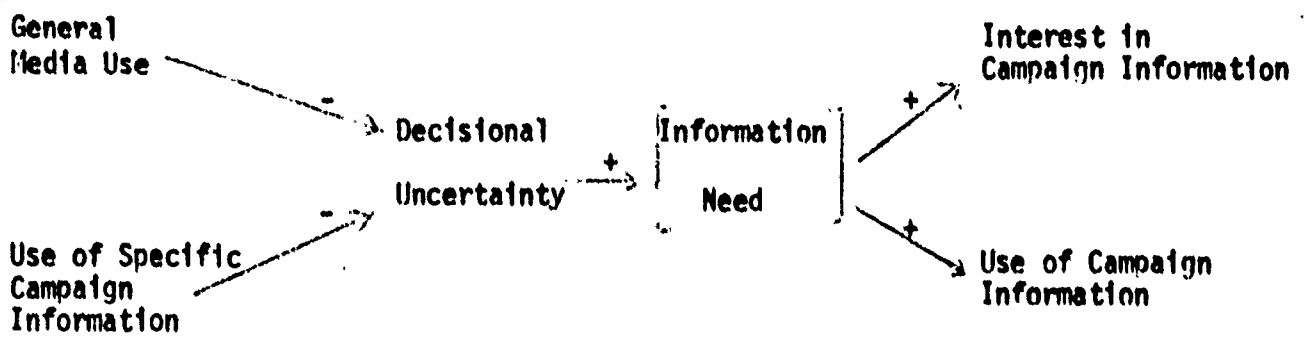 General
Media Use
-
Decisional
Uncertainty
-
Use of Specific
Campaign
Information
+
Information
Need
+
Interest in
Campaign Information
+
Use of Campaign
Information